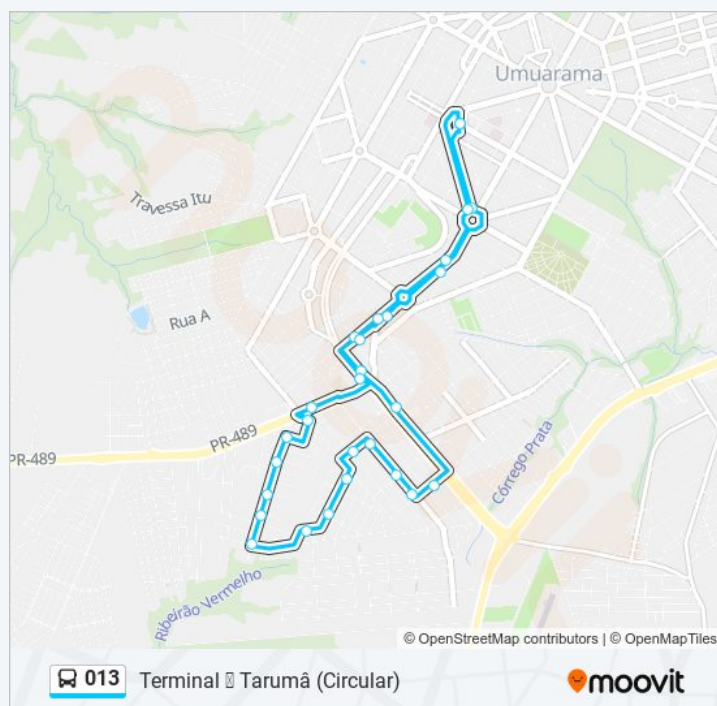 Umuarama
Travessa Itu
Rua A
PR-489
PR-489
Córrego Prata
Ribeirão Vermelho
© OpenStreetMap contributors | © OpenMapTiles
013 Terminal Tarumâ (Circular)
moovit